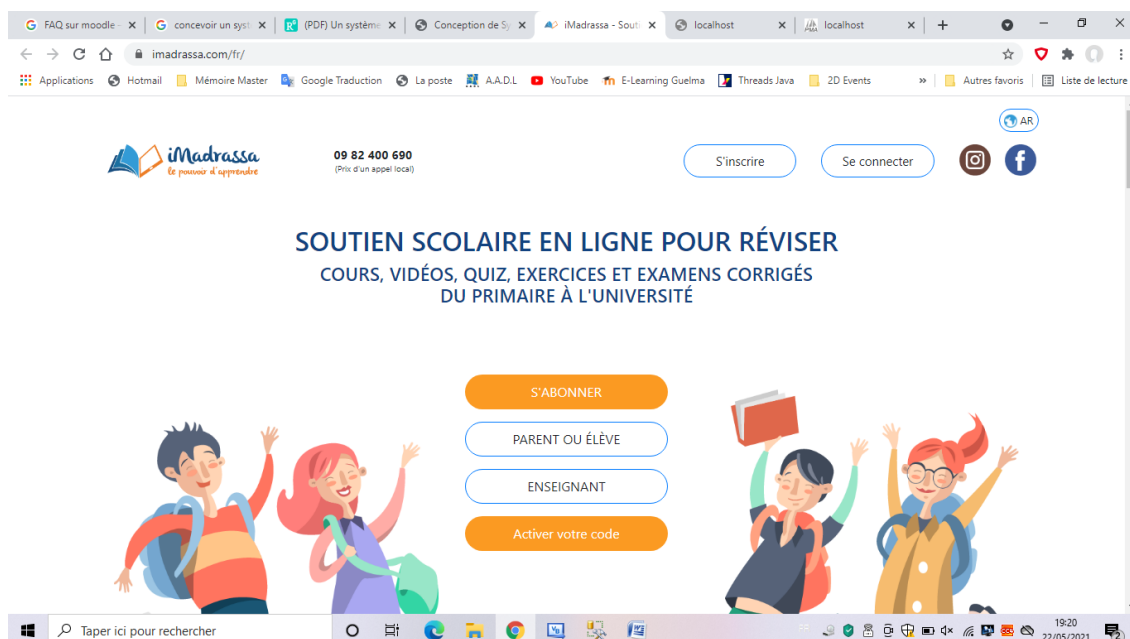 FAQ sur moodle -
concevoir un syst
(PDF) Un système
Conception de Sy
iMadrassa - Souti
localhost
localhost
imadrassa.com/fr/
Applications
Hotmail
Mémoire Master
Google Traduction
La poste
A.A.D.L
YouTube
E-Learning Guelma
Threads Java
2D Events
»
Autres favoris
Liste de lecture
AR
iMadrassa
le pouvoir d'apprendre
09 82 400 690
(Prix d'un appel local)
S'inscrire
Se connecter
SOUTIEN SCOLAIRE EN LIGNE POUR RÉVISER
COURS, VIDÉOS, QUIZ, EXERCICES ET EXAMENS CORRIGÉS
DU PRIMAIRE À L'UNIVERSITÉ
S'ABONNER
PARENT OU ÉLÈVE
ENSEIGNANT
Activer votre code
Taper ici pour rechercher
19:20
22/05/2021